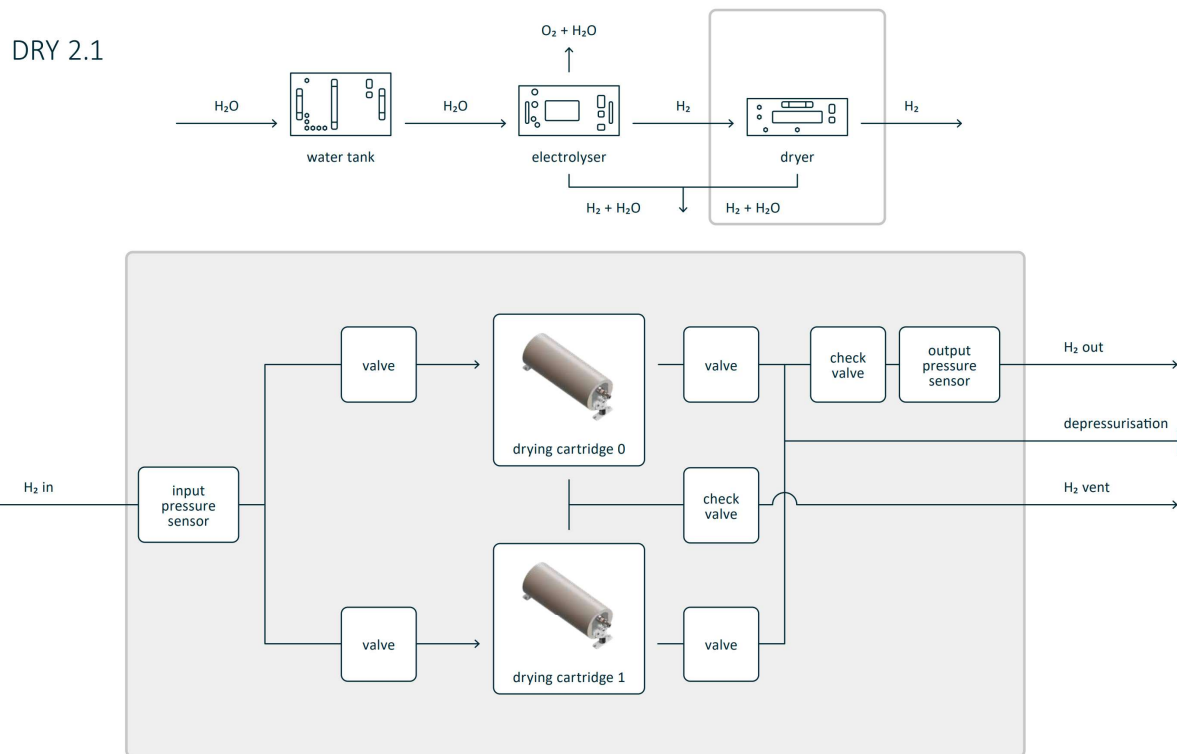 DRY 2.1
O₂ + H₂O
H₂O
H₂O
H₂
H₂
water tank
electrolyser
dryer
H₂ + H₂O
H₂ + H₂O
valve
drying cartridge 0
valve
check
valve
output
pressure
sensor
H₂ out
depressurisation
H₂ in
input
pressure
sensor
check
valve
H₂ vent
valve
drying cartridge 1
valve